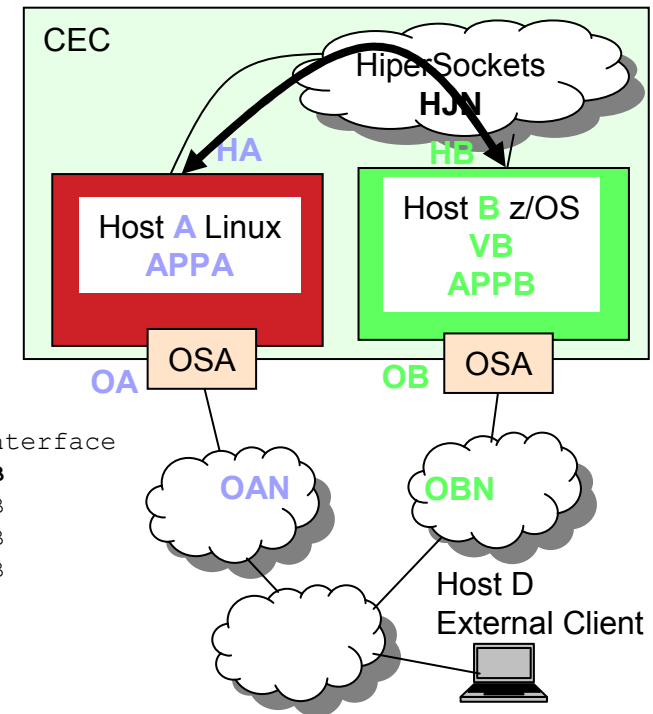 CEC
HiperSockets
HJN
HA
HB
Host A Linux
APPA
Host B z/OS
VB
APPB
OSA
OSA
OA
OB
OAN
OBN
Host D
External Client